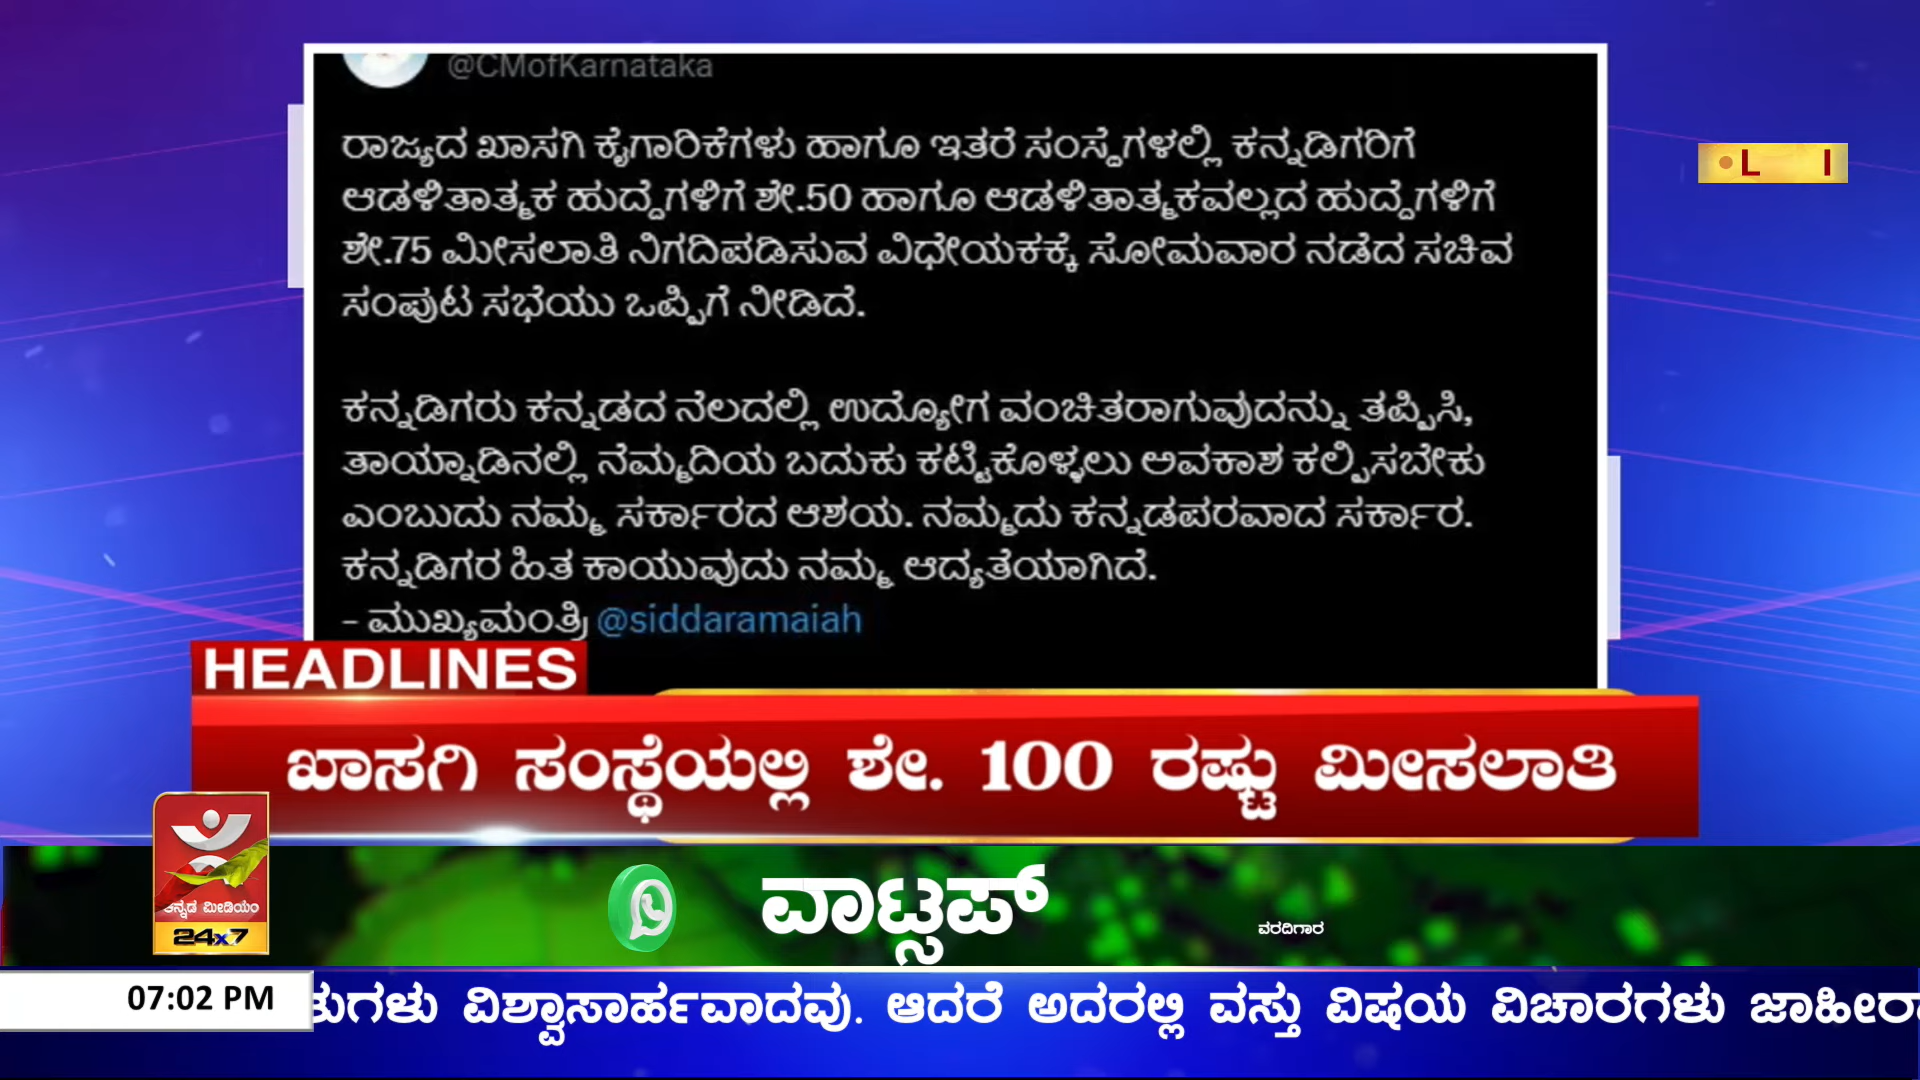 @CMofKarnataka
ರಾಜ್ಯದ ಖಾಸಗಿ ಕೈಗಾರಿಕೆಗಳು ಹಾಗೂ ಇತರೆ ಸಂಸ್ಥೆಗಳಲ್ಲಿ ಕನ್ನಡಿಗರಿಗೆ
ಆಡಳಿತಾತ್ಮಕ ಹುದ್ದೆಗಳಿಗೆ ಶೇ.50 ಹಾಗೂ ಆಡಳಿತಾತ್ಮಕವಲ್ಲದ ಹುದ್ದೆಗಳಿಗೆ
ಶೇ.75 ಮೀಸಲಾತಿ ನಿಗದಿಪಡಿಸುವ ವಿಧೇಯಕಕ್ಕೆ ಸೋಮವಾರ ನಡೆದ ಸಚಿವ
ಸಂಪುಟ ಸಭೆಯು ಒಪ್ಪಿಗೆ ನೀಡಿದೆ.
ಕನ್ನಡಿಗರು ಕನ್ನಡದ ನೆಲದಲ್ಲಿ ಉದ್ಯೋಗ ವಂಚಿತರಾಗುವುದನ್ನು ತಪ್ಪಿಸಿ,
ತಾಯ್ನಾಡಿನಲ್ಲಿ ನೆಮ್ಮದಿಯ ಬದುಕು ಕಟ್ಟಿಕೊಳ್ಳಲು ಅವಕಾಶ ಕಲ್ಪಿಸಬೇಕು
ಎಂಬುದು ನಮ್ಮ ಸರ್ಕಾರದ ಆಶಯ. ನಮ್ಮದು ಕನ್ನಡಪರವಾದ ಸರ್ಕಾರ.
ಕನ್ನಡಿಗರ ಹಿತ ಕಾಯುವುದು ನಮ್ಮ ಆದ್ಯತೆಯಾಗಿದೆ.
- ಮುಖ್ಯಮಂತ್ರಿ @siddaramaiah
L I
HEADLINES
ಖಾಸಗಿ ಸಂಸ್ಥೆಯಲ್ಲಿ ಶೇ. 100 ರಷ್ಟು ಮೀಸಲಾತಿ
ಕನ್ನಡ ಮೀಡಿಯಂ
24x7
ವಾಟ್ಸಪ್
ವರದಿಗಾರ
07:02 PM
ವಿಶ್ವಾಸಾರ್ಹವಾದವು. ಆದರೆ ಅದರಲ್ಲಿ ವಸ್ತು ವಿಷಯ ವಿಚಾರಗಳು